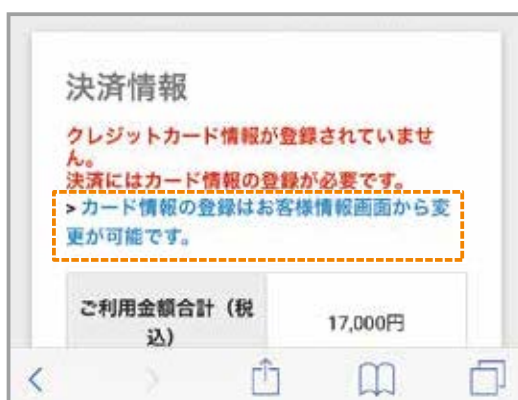 決済情報
クレジットカード情報が登録されていませ
ん。
決済にはカード情報の登録が必要です。
> カード情報の登録はお客様情報画面から変
更が可能です。
ご利用金額合計（税
込）
17,000円